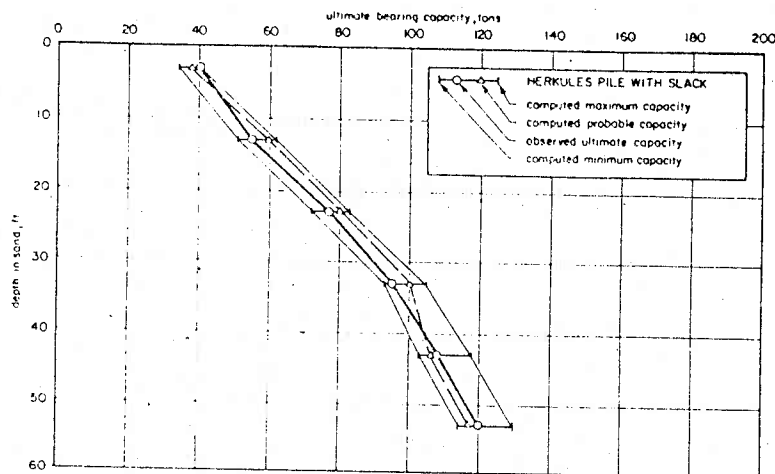 ultimate bearing capacity, tons
0 20 40 60 80 100 120 140 160 180 200
0
10
20
30
40
50
60
depth in sand, ft
HERKULES PILE WITH SLACK
computed maximum capacity
computed probable capacity
observed ultimate capacity
computed minimum capacity